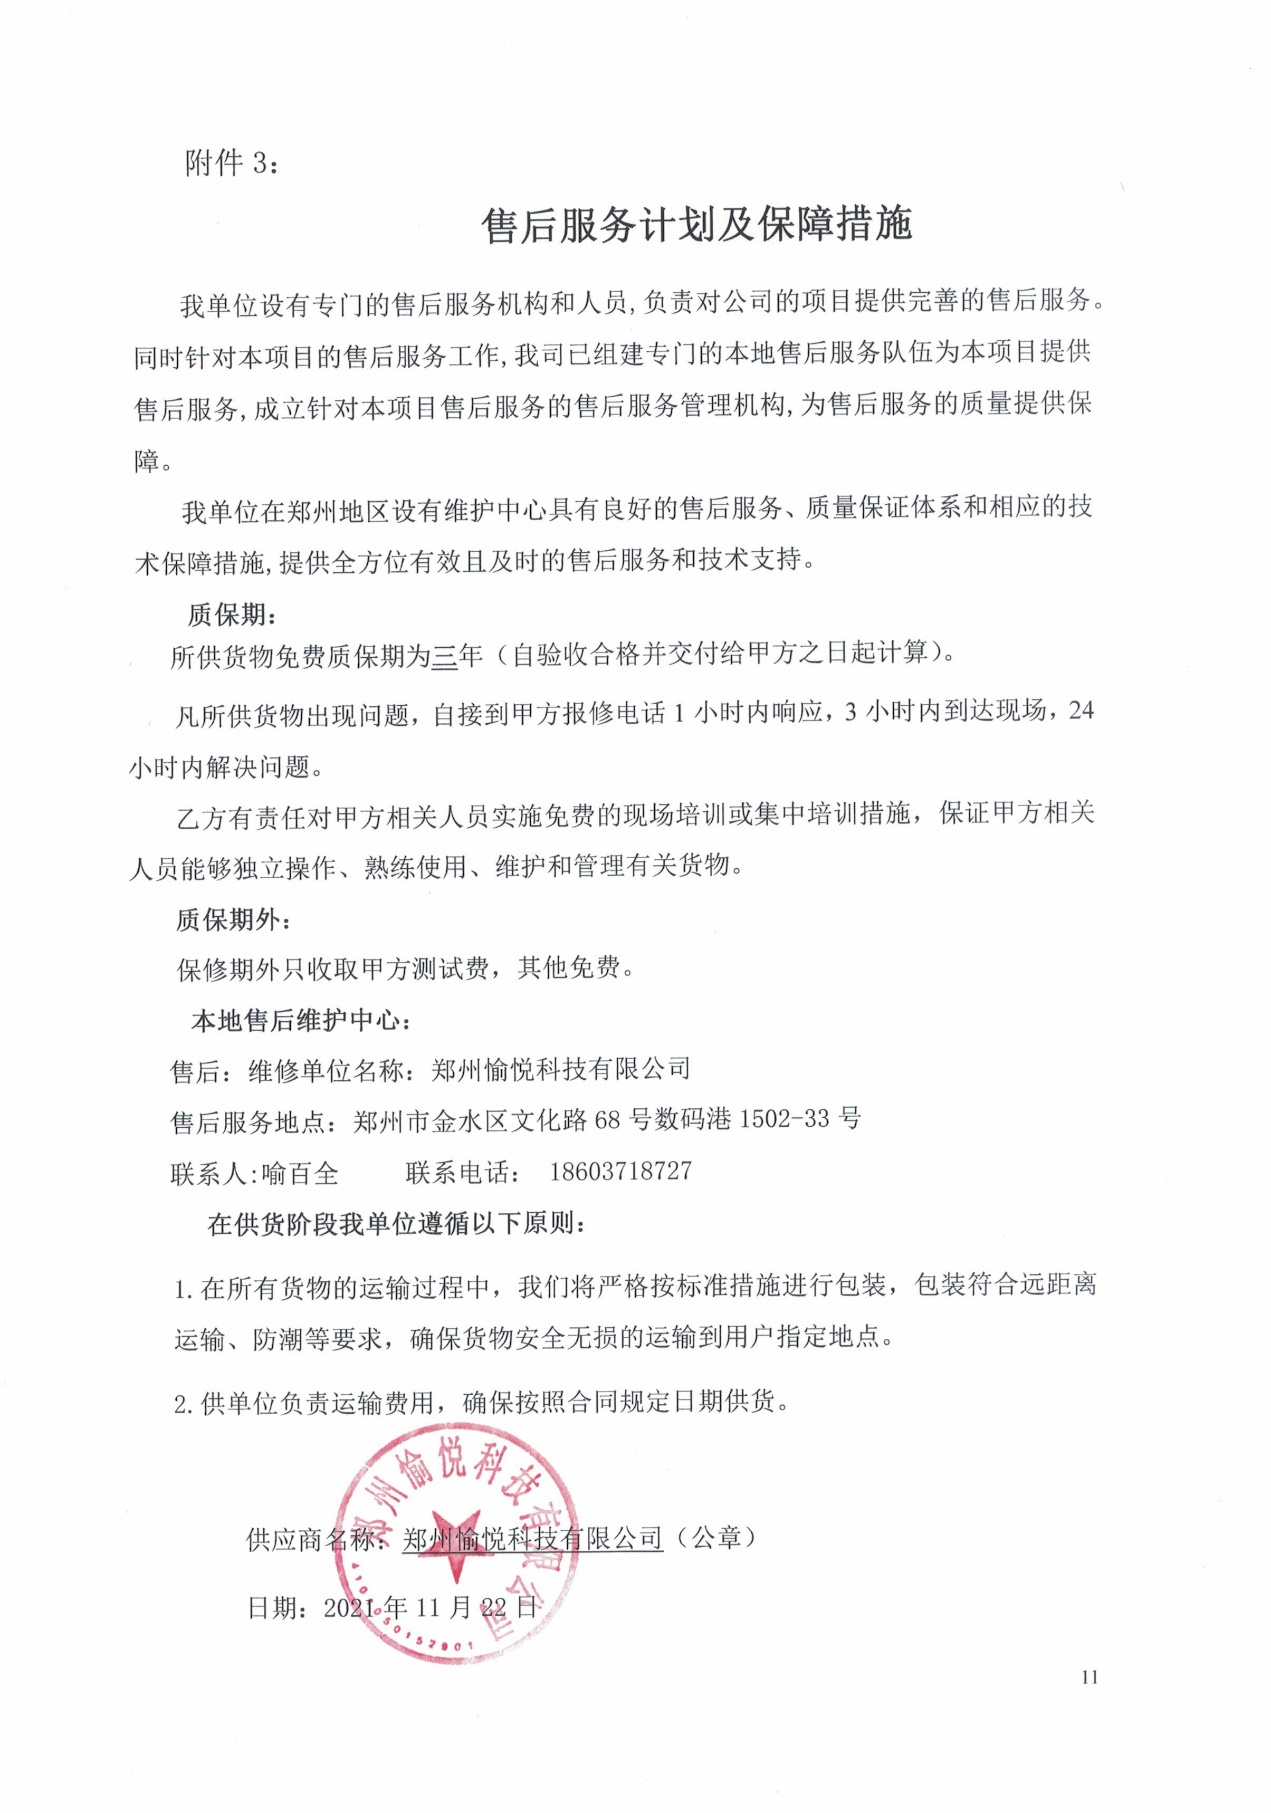 附件 3：
售后服务计划及保障措施
我单位设有专门的售后服务机构和人员,负责对公司的项目提供完善的售后服务。
同时针对本项目的售后服务工作,我司已组建专门的本地售后服务队伍为本项目提供
售后服务,成立针对本项目售后服务的售后服务管理机构,为售后服务的质量提供保
障。
我单位在郑州地区设有维护中心具有良好的售后服务、质量保证体系和相应的技
术保障措施,提供全方位有效且及时的售后服务和技术支持。
质保期：
所供货物免费质保期为三年（自验收合格并交付给甲方之日起计算）。
凡所供货物出现问题，自接到甲方报修电话 1 小时内响应，3 小时内到达现场，24
小时内解决问题。
乙方有责任对甲方相关人员实施免费的现场培训或集中培训措施，保证甲方相关
人员能够独立操作、熟练使用、维护和管理有关货物。
质保期外：
保修期外只收取甲方测试费，其他免费。
本地售后维护中心：
售后：维修单位名称：郑州愉悦科技有限公司
售后服务地点：郑州市金水区文化路 68 号数码港 1502-33 号
联系人:喻百全 联系电话： 18603718727
在供货阶段我单位遵循以下原则：
1.在所有货物的运输过程中，我们将严格按标准措施进行包装，包装符合远距离
运输、防潮等要求，确保货物安全无损的运输到用户指定地点。
2.供单位负责运输费用，确保按照合同规定日期供货。
郑州愉悦科技有限公司
供应商名称：郑州愉悦科技有限公司（公章）
日期：2021 年 11 月 22 日
11